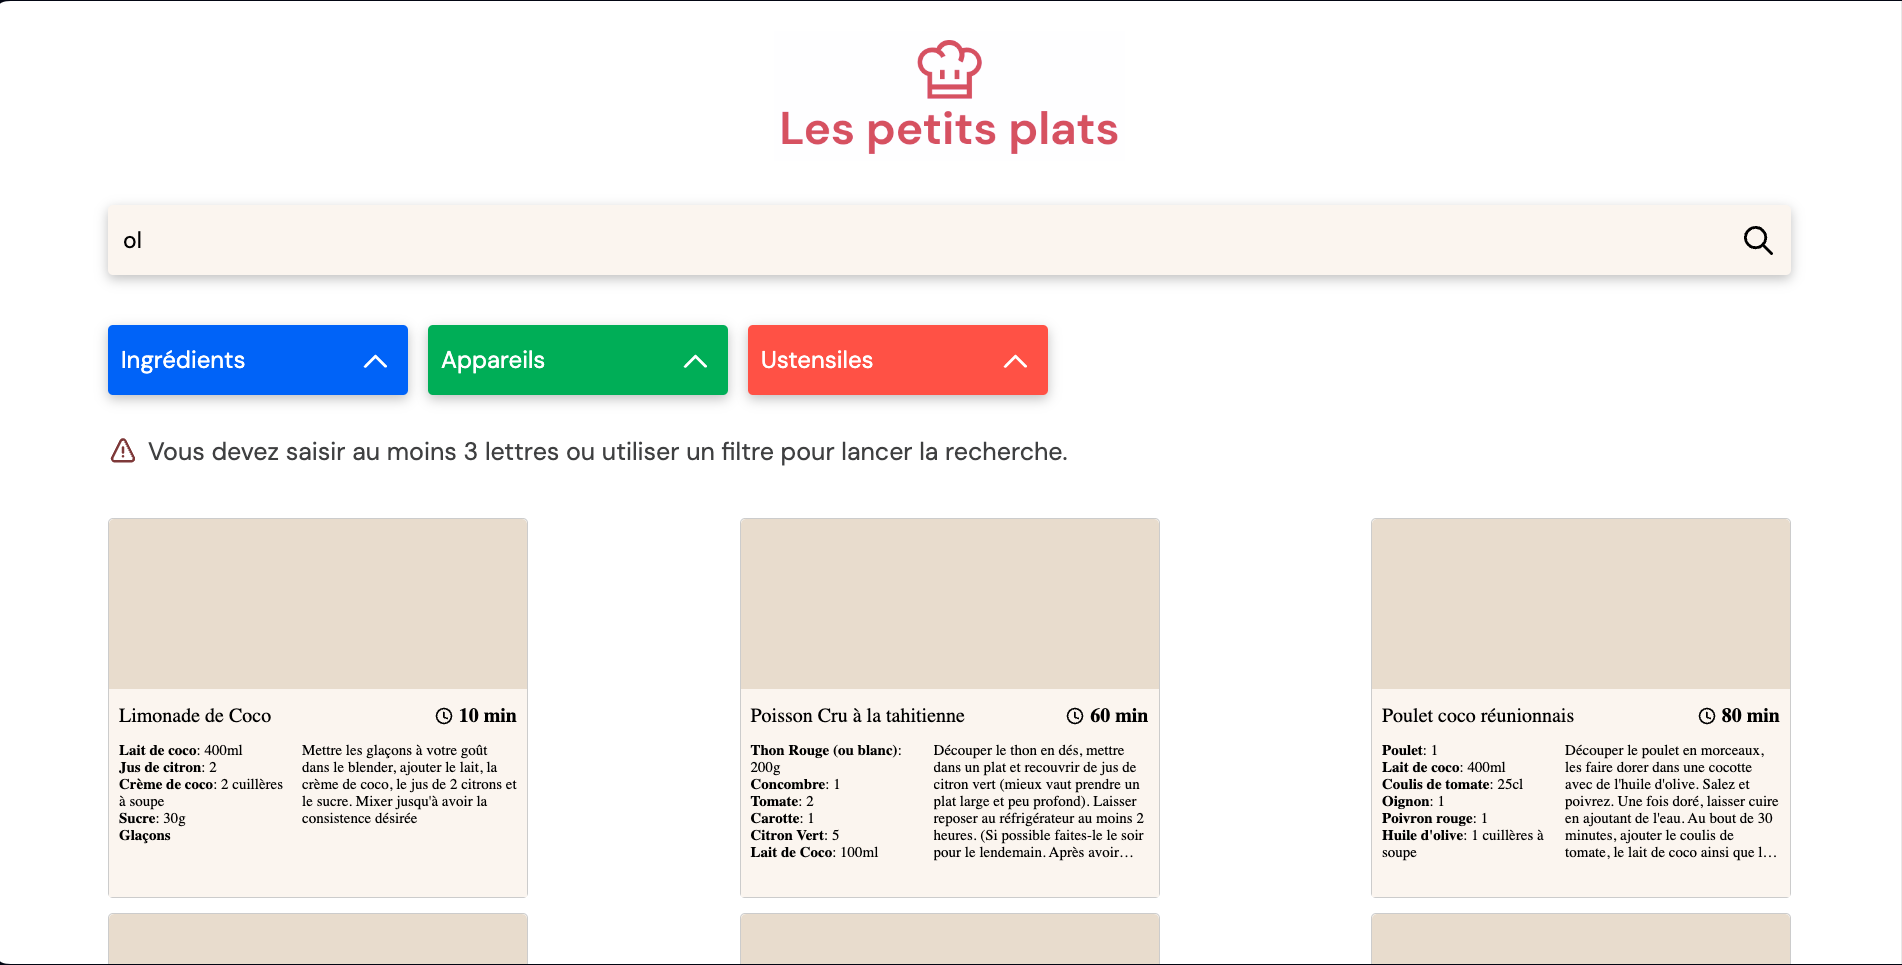 Les petits plats
ol
Ingrédients
Appareils
Ustensiles
Vous devez saisir au moins 3 lettres ou utiliser un filtre pour lancer la recherche.
Limonade de Coco
10 min
Lait de coco: 400ml
Jus de citron: 2
Crème de coco: 2 cuillères
à soupe
Sucre: 30g
Glaçons
Mettre les glaçons à votre goût
dans le blender, ajouter le lait, la
crème de coco, le jus de 2 citrons et
le sucre. Mixer jusqu'à avoir la
consistence désirée
Poisson Cru à la tahitienne
60 min
Thon Rouge (ou blanc):
200g
Concombre: 1
Tomate: 2
Carotte: 1
Citron Vert: 5
Lait de Coco: 100ml
Découper le thon en dés, mettre
dans un plat et recouvrir de jus de
citron vert (mieux vaut prendre un
plat large et peu profond). Laisser
reposer au réfrigérateur au moins 2
heures. (Si possible faites-le le soir
pour le lendemain. Après avoir…
Poulet coco réunionnais
80 min
Poulet: 1
Lait de coco: 400ml
Coulis de tomate: 25cl
Oignon: 1
Poivron rouge: 1
Huile d'olive: 1 cuillères à
soupe
Découper le poulet en morceaux,
les faire dorer dans une cocotte
avec de l'huile d'olive. Salez et
poivrez. Une fois doré, laisser cuire
en ajoutant de l'eau. Au bout de 30
minutes, ajouter le coulis de
tomate, le lait de coco ainsi que l…